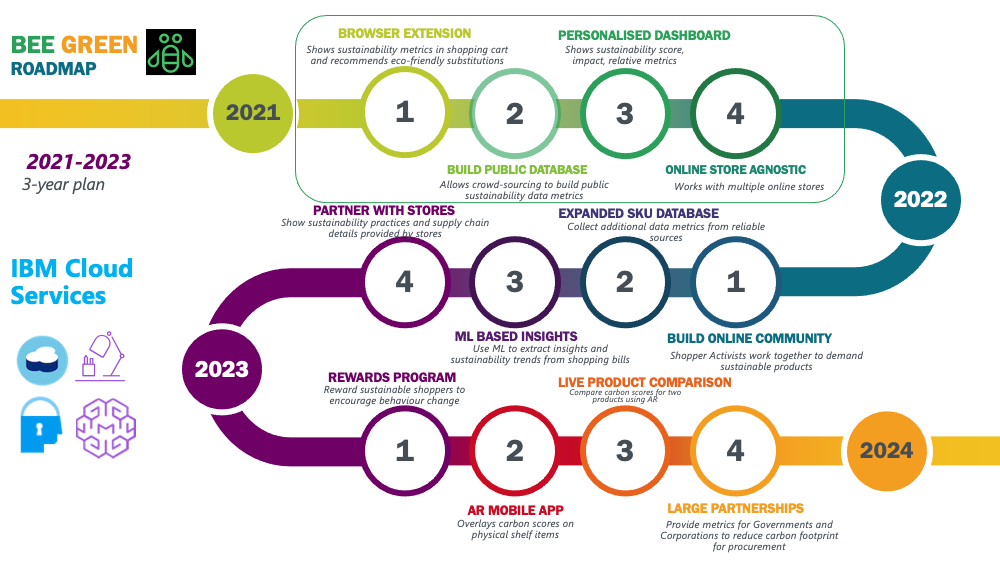 BEE GREEN
ROADMAP
2021-2023
3-year plan
IBM Cloud
Services
BROWSER EXTENSION
Shows sustainability metrics in shopping cart
and recommends eco-friendly substitutions
PERSONALISED DASHBOARD
Shows sustainability score,
impact, relative metrics
2021
1
2
3
4
BUILD PUBLIC DATABASE
Allows crowd-sourcing to build public
sustainability data metrics
ONLINE STORE AGNOSTIC
Works with multiple online stores
2022
PARTNER WITH STORES
Show sustainability practices and supply chain
details provided by stores
EXPANDED SKU DATABASE
Collect additional data metrics from reliable
sources
4
3
2
1
ML BASED INSIGHTS
Use ML to extract insights and
sustainability trends from shopping bills
BUILD ONLINE COMMUNITY
Shopper Activists work together to demand
sustainable products
2023
REWARDS PROGRAM
Reward sustainable shoppers to
encourage behaviour change
LIVE PRODUCT COMPARISON
Compare carbon scores for two
products using AR
1
2
3
4
2024
AR MOBILE APP
Overlays carbon scores on
physical shelf items
LARGE PARTNERSHIPS
Provide metrics for Governments and
Corporations to reduce carbon footprint
for procurement